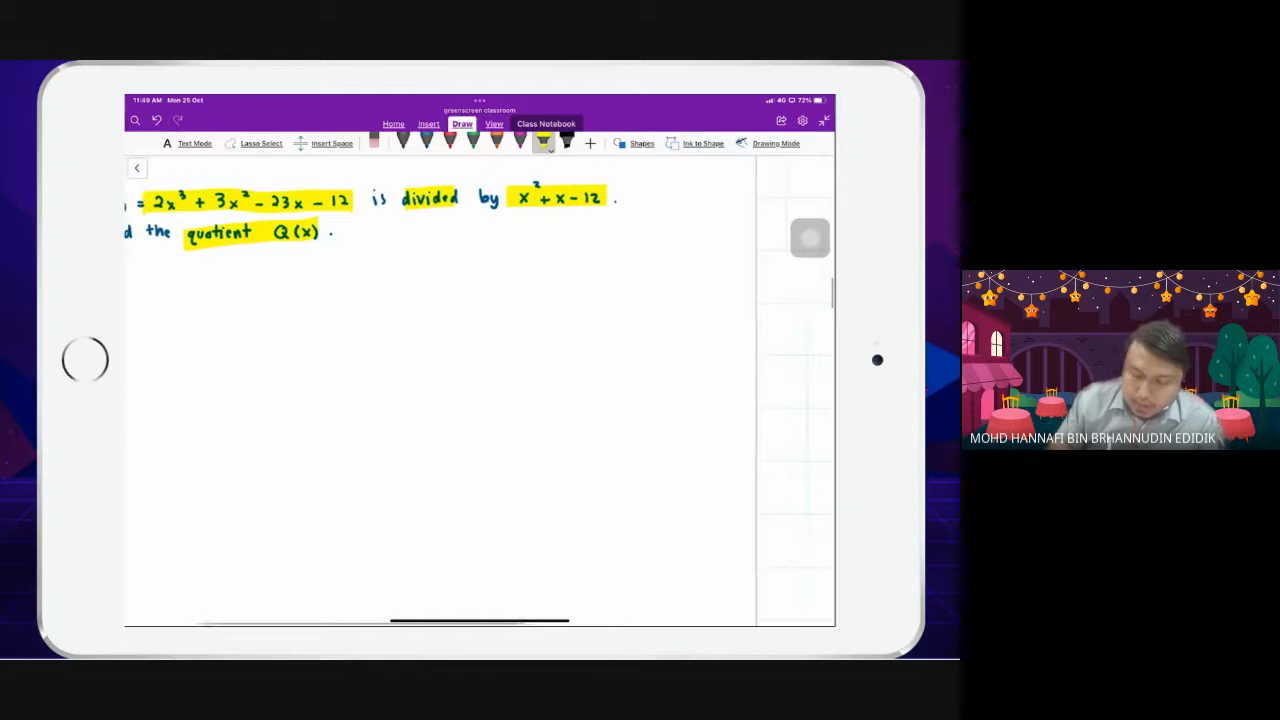 11:49 AM Mon 25 Oct
4G 72%
greenscreen classroom
Home Insert Draw View Class Notebook
A Text Mode Lasso Select Insert Space Shapes Ink to Shape Drawing Mode
= 2x³ + 3x² - 23x - 12 is divided by x² + x - 12 .
d the quotient Q(x) .
MOHD HANNAFI BIN BRHANNUDIN EDIDIK